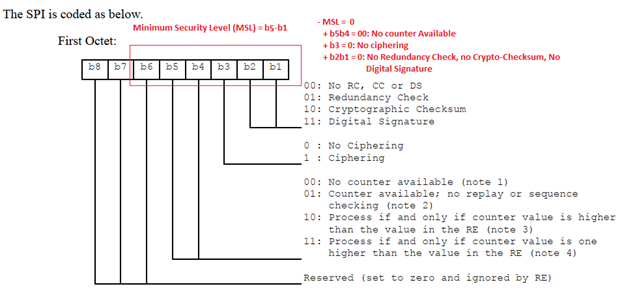 The SPI is coded as below.
Minimum Security Level (MSL) = b5-b1
- MSL = 0
+ b5b4 = 00: No counter Available
+ b3 = 0: No ciphering
+ b2b1 = 0: No Redundancy Check, no Crypto-Checksum, No
Digital Signature
First Octet:
b8 b7 b6 b5 b4 b3 b2 b1
00: No RC, CC or DS
01: Redundancy Check
10: Cryptographic Checksum
11: Digital Signature
0 : No Ciphering
1 : Ciphering
00: No counter available (note 1)
01: Counter available; no replay or sequence
checking (note 2)
10: Process if and only if counter value is higher
than the value in the RE (note 3)
11: Process if and only if counter value is one
higher than the value in the RE (note 4)
Reserved (set to zero and ignored by RE)